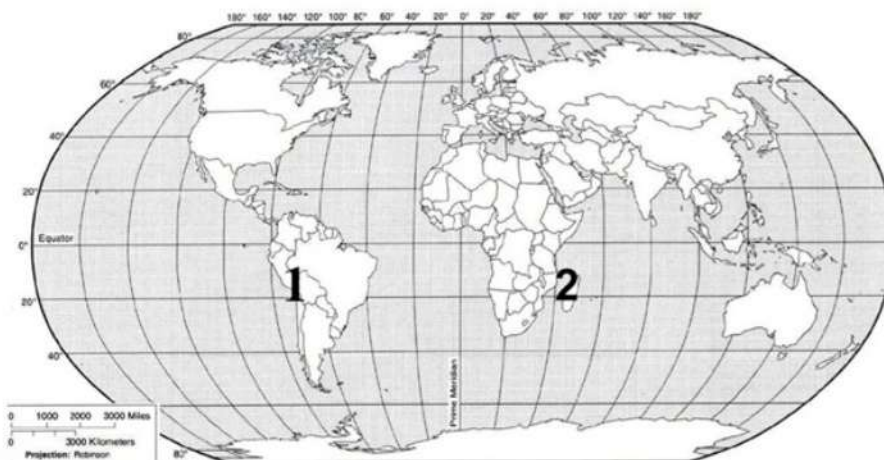 180° 160° 140° 120° 80° 60° 40° 20° 0° 20° 40° 60° 80° 100° 120° 140° 160° 180°
80°
60°
40°
20°
Equator 0°
1 2
20°
40°
Prime Meridian
0 1000 2000 3000 Miles
0 3000 Kilometers
Projection: Robinson
80°